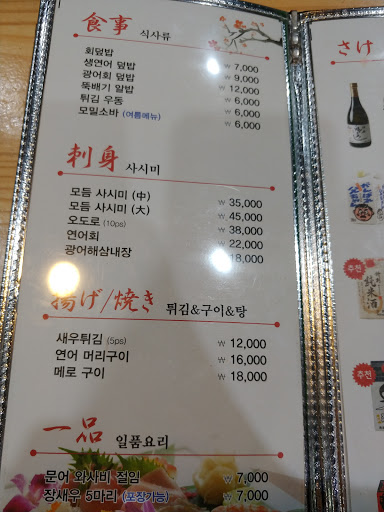 食事 식사류
회덮밥 ₩ 7,000
생연어 덮밥 ₩ 9,000
광어회 덮밥 ₩ 12,000
뚝배기 알밥 ₩ 6,000
튀김 우동 ₩ 6,000
모밀소바 (여름메뉴) ₩ 6,000
刺身 사시미
모듬 사시미 (中) ₩ 35,000
모듬 사시미 (大) ₩ 45,000
오도로 (10ps) ₩ 38,000
연어회 ₩ 22,000
광어해삼내장 18,000
揚げ/焼き 튀김&구이&탕
새우튀김 (5ps) ₩ 12,000
연어 머리구이 ₩ 16,000
메로 구이 ₩ 18,000
一品 일품요리
문어 와사비 절임 ₩ 7,000
장새우 5마리 (포장가능) ₩ 7,000
さけ
추천
純米酒
추천